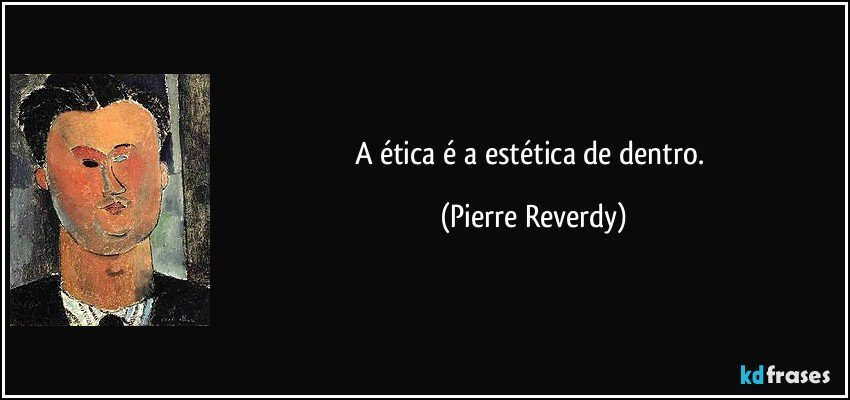 A ética é a estética de dentro.
(Pierre Reverdy)
kdfrases